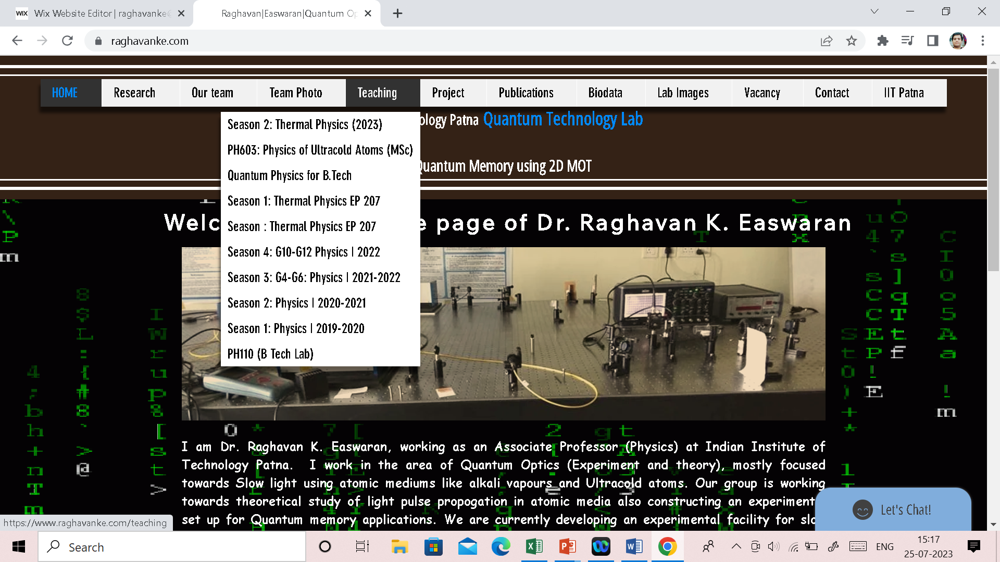 WIX Wix Website Editor | raghavanke
Raghavan|Easwaran|Quantum Op
raghavanke.com
HOME Research Our team Team Photo Teaching Project Publications Biodata Lab Images Vacancy Contact IIT Patna
ology Patna Quantum Technology Lab
Quantum Memory using 2D MOT
Season 2: Thermal Physics (2023)
PH603: Physics of Ultracold Atoms (MSc)
Quantum Physics for B.Tech
Season 1: Thermal Physics EP 207
Season : Thermal Physics EP 207
Season 4: G10-G12 Physics I 2022
Season 3: G4-G6: Physics I 2021-2022
Season 2: Physics I 2020-2021
Season 1: Physics I 2019-2020
PH110 (B Tech Lab)
Welc e page of Dr. Raghavan K. Easwaran
I am Dr. Raghavan K. Easwaran, working as an Associate Professor (Physics) at Indian Institute of
Technology Patna. I work in the area of Quantum Optics (Experiment and theory), mostly focused
towards Slow light using atomic mediums like alkali vapours and Ultracold atoms. Our group is working
towards theoretical study of light pulse propogation in atomic media also constructing an experiment
set up for Quantum memory applications. We are currently developing an experimental facility for slo
Let's Chat!
https://www.raghavanke.com/teaching
Search
ENG
15:17
25-07-2023